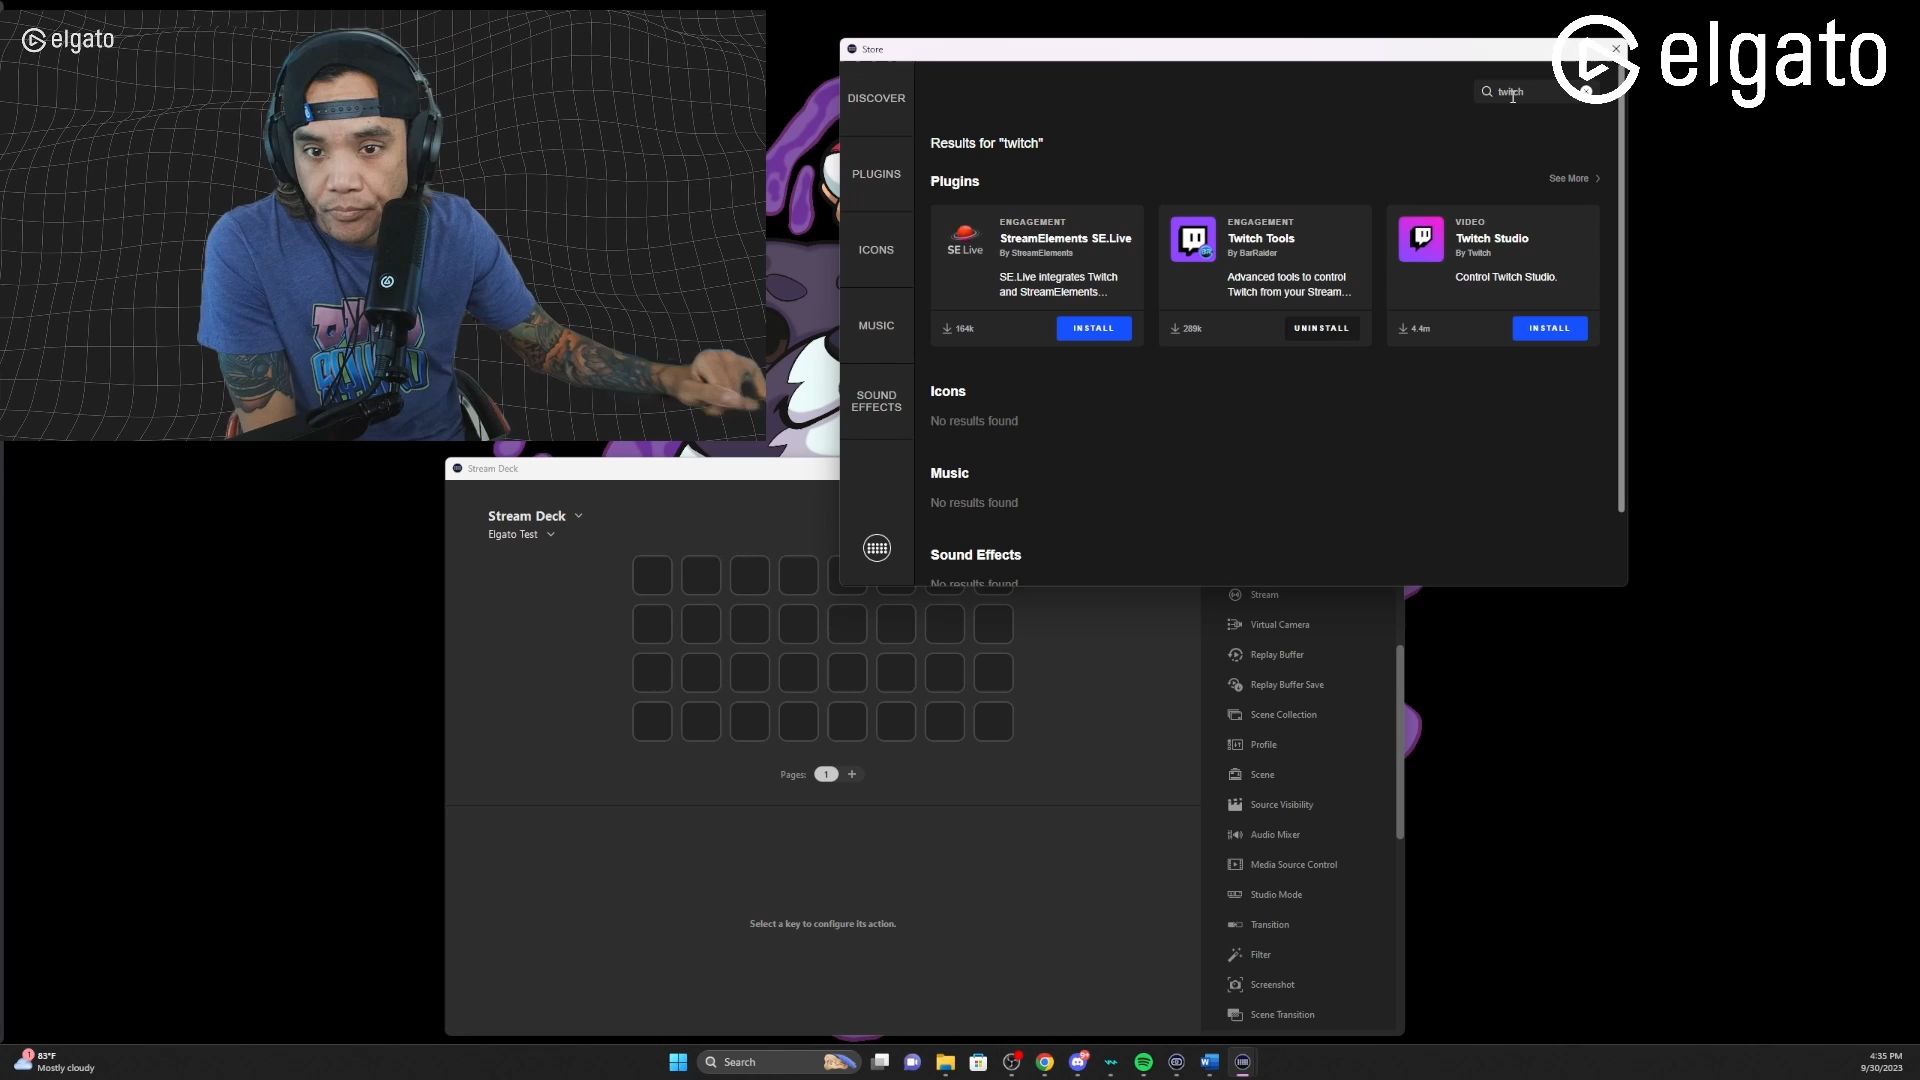 elgato
elgato
Store
DISCOVER
PLUGINS
ICONS
MUSIC
SOUND
EFFECTS
twitch
Results for "twitch"
Plugins
See More
SE Live
ENGAGEMENT
StreamElements SE.Live
By StreamElements
SE.Live integrates Twitch
and StreamElements...
164k
INSTALL
ENGAGEMENT
Twitch Tools
By BarRaider
Advanced tools to control
Twitch from your Stream...
289k
UNINSTALL
VIDEO
Twitch Studio
By Twitch
Control Twitch Studio.
4.4m
INSTALL
Icons
No results found
Music
No results found
Sound Effects
No results found
Stream Deck
Stream Deck
Elgato Test
Pages: 1 +
Select a key to configure its action.
Stream
Virtual Camera
Replay Buffer
Replay Buffer Save
Scene Collection
Profile
Scene
Source Visibility
Audio Mixer
Media Source Control
Studio Mode
Transition
Filter
Screenshot
Scene Transition
1
83°F
Mostly cloudy
Search
4:35 PM
9/30/2023